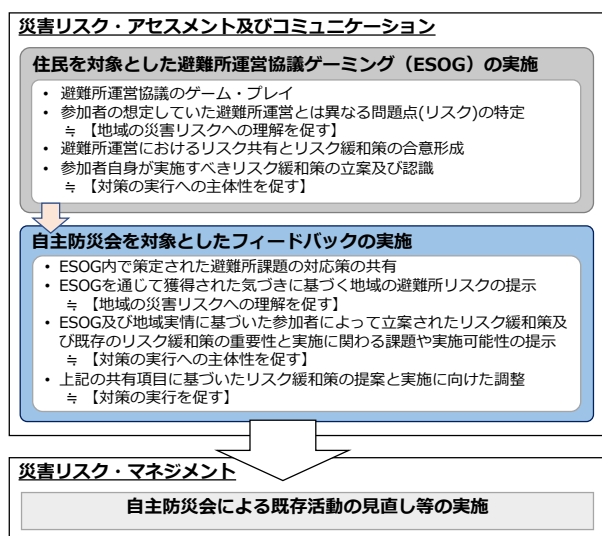 災害リスク・アセスメント及びコミュニケーション
住民を対象とした避難所運営協議ゲーミング（ESOG）の実施
• 避難所運営協議のゲーム・プレイ
• 参加者の想定していた避難所運営とは異なる問題点(リスク)の特定
≒ 【地域の災害リスクへの理解を促す】
• 避難所運営におけるリスク共有とリスク緩和策の合意形成
• 参加者自身が実施すべきリスク緩和策の立案及び認識
≒ 【対策の実行への主体性を促す】
自主防災会を対象としたフィードバックの実施
• ESOG内で策定された避難所課題の対応策の共有
• ESOGを通じて獲得された気づきに基づく地域の避難所リスクの提示
≒ 【地域の災害リスクへの理解を促す】
• ESOG及び地域実情に基づいた参加者によって立案されたリスク緩和策及
び既存のリスク緩和策の重要性と実施に関わる課題や実施可能性の提示
≒ 【対策の実行への主体性を促す】
• 上記の共有項目に基づいたリスク緩和策の提案と実施に向けた調整
≒ 【対策の実行を促す】
災害リスク・マネジメント
自主防災会による既存活動の見直し等の実施